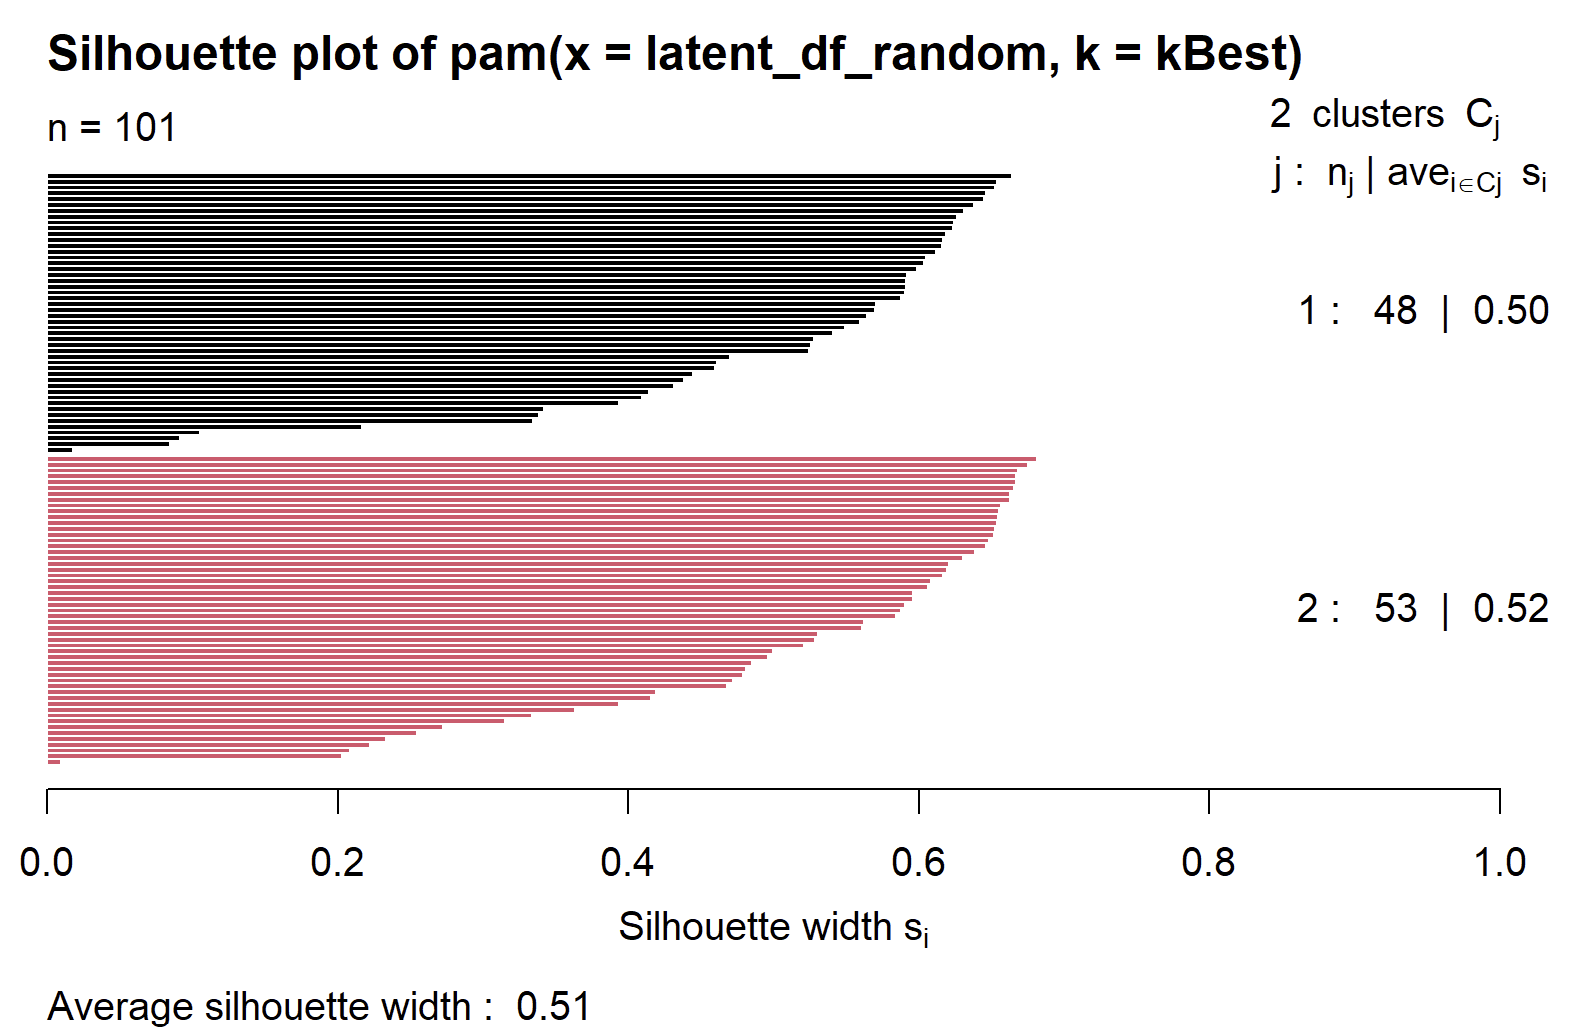 Silhouette plot of pam(x = latent_df_random, k = kBest)
n = 101
2 clusters Cj
j : nj | avei∈Cj si
1 : 48 | 0.50
2 : 53 | 0.52
0.0 0.2 0.4 0.6 0.8 1.0
Silhouette width si
Average silhouette width : 0.51